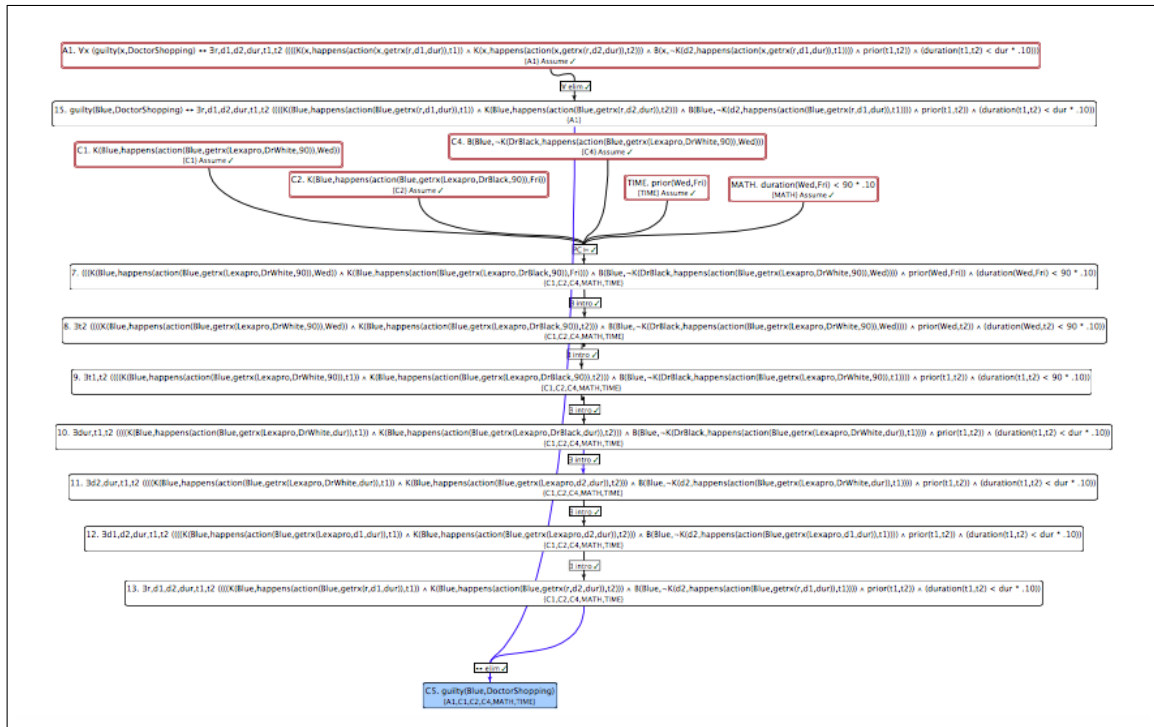 A1. ∀x (guilty(x,DoctorShopping) ↔ ∃r,d1,d2,dur,t1,t2 ((((K(x,happens(action(x,getrx(r,d1,dur)),t1)) ∧ K(x,happens(action(x,getrx(r,d2,dur)),t2))) ∧ B(x,¬K(d2,happens(action(x,getrx(r,d1,dur)),t1)))) ∧ prior(t1,t2)) ∧ (duration(t1,t2) < dur * .10)))
{A1} Assume ✓
∀ elim ✓
15. guilty(Blue,DoctorShopping) ↔ ∃r,d1,d2,dur,t1,t2 ((((K(Blue,happens(action(Blue,getrx(r,d1,dur)),t1)) ∧ K(Blue,happens(action(Blue,getrx(r,d2,dur)),t2))) ∧ B(Blue,¬K(d2,happens(action(Blue,getrx(r,d1,dur)),t1)))) ∧ prior(t1,t2)) ∧ (duration(t1,t2) < dur * .10))
{A1}
C1. K(Blue,happens(action(Blue,getrx(Lexapro,DrWhite,90)),Wed))
{C1} Assume ✓
C4. B(Blue,¬K(DrBlack,happens(action(Blue,getrx(Lexapro,DrWhite,90)),Wed)))
{C4} Assume ✓
C2. K(Blue,happens(action(Blue,getrx(Lexapro,DrBlack,90)),Fri))
{C2} Assume ✓
TIME. prior(Wed,Fri)
{TIME} Assume ✓
MATH. duration(Wed,Fri) < 90 * .10
{MATH} Assume ✓
PC ⊢ ✓
7. ((((K(Blue,happens(action(Blue,getrx(Lexapro,DrWhite,90)),Wed)) ∧ K(Blue,happens(action(Blue,getrx(Lexapro,DrBlack,90)),Fri))) ∧ B(Blue,¬K(DrBlack,happens(action(Blue,getrx(Lexapro,DrWhite,90)),Wed)))) ∧ prior(Wed,Fri)) ∧ (duration(Wed,Fri) < 90 * .10)
{C1,C2,C4,MATH,TIME}
∃ intro ✓
8. ∃t2 ((((K(Blue,happens(action(Blue,getrx(Lexapro,DrWhite,90)),Wed)) ∧ K(Blue,happens(action(Blue,getrx(Lexapro,DrBlack,90)),t2))) ∧ B(Blue,¬K(DrBlack,happens(action(Blue,getrx(Lexapro,DrWhite,90)),Wed)))) ∧ prior(Wed,t2)) ∧ (duration(Wed,t2) < 90 * .10))
{C1,C2,C4,MATH,TIME}
∃ intro ✓
9. ∃t1,t2 ((((K(Blue,happens(action(Blue,getrx(Lexapro,DrWhite,90)),t1)) ∧ K(Blue,happens(action(Blue,getrx(Lexapro,DrBlack,90)),t2))) ∧ B(Blue,¬K(DrBlack,happens(action(Blue,getrx(Lexapro,DrWhite,90)),t1)))) ∧ prior(t1,t2)) ∧ (duration(t1,t2) < 90 * .10))
{C1,C2,C4,MATH,TIME}
∃ intro ✓
10. ∃dur,t1,t2 ((((K(Blue,happens(action(Blue,getrx(Lexapro,DrWhite,dur)),t1)) ∧ K(Blue,happens(action(Blue,getrx(Lexapro,DrBlack,dur)),t2))) ∧ B(Blue,¬K(DrBlack,happens(action(Blue,getrx(Lexapro,DrWhite,dur)),t1)))) ∧ prior(t1,t2)) ∧ (duration(t1,t2) < dur * .10))
{C1,C2,C4,MATH,TIME}
∃ intro ✓
11. ∃d2,dur,t1,t2 ((((K(Blue,happens(action(Blue,getrx(Lexapro,DrWhite,dur)),t1)) ∧ K(Blue,happens(action(Blue,getrx(Lexapro,d2,dur)),t2))) ∧ B(Blue,¬K(d2,happens(action(Blue,getrx(Lexapro,DrWhite,dur)),t1)))) ∧ prior(t1,t2)) ∧ (duration(t1,t2) < dur * .10))
{C1,C2,C4,MATH,TIME}
∃ intro ✓
12. ∃d1,d2,dur,t1,t2 ((((K(Blue,happens(action(Blue,getrx(Lexapro,d1,dur)),t1)) ∧ K(Blue,happens(action(Blue,getrx(Lexapro,d2,dur)),t2))) ∧ B(Blue,¬K(d2,happens(action(Blue,getrx(Lexapro,d1,dur)),t1)))) ∧ prior(t1,t2)) ∧ (duration(t1,t2) < dur * .10))
{C1,C2,C4,MATH,TIME}
∃ intro ✓
13. ∃r,d1,d2,dur,t1,t2 ((((K(Blue,happens(action(Blue,getrx(r,d1,dur)),t1)) ∧ K(Blue,happens(action(Blue,getrx(r,d2,dur)),t2))) ∧ B(Blue,¬K(d2,happens(action(Blue,getrx(r,d1,dur)),t1)))) ∧ prior(t1,t2)) ∧ (duration(t1,t2) < dur * .10))
{C1,C2,C4,MATH,TIME}
↔ elim ✓
C5. guilty(Blue,DoctorShopping)
{A1,C1,C2,C4,MATH,TIME}